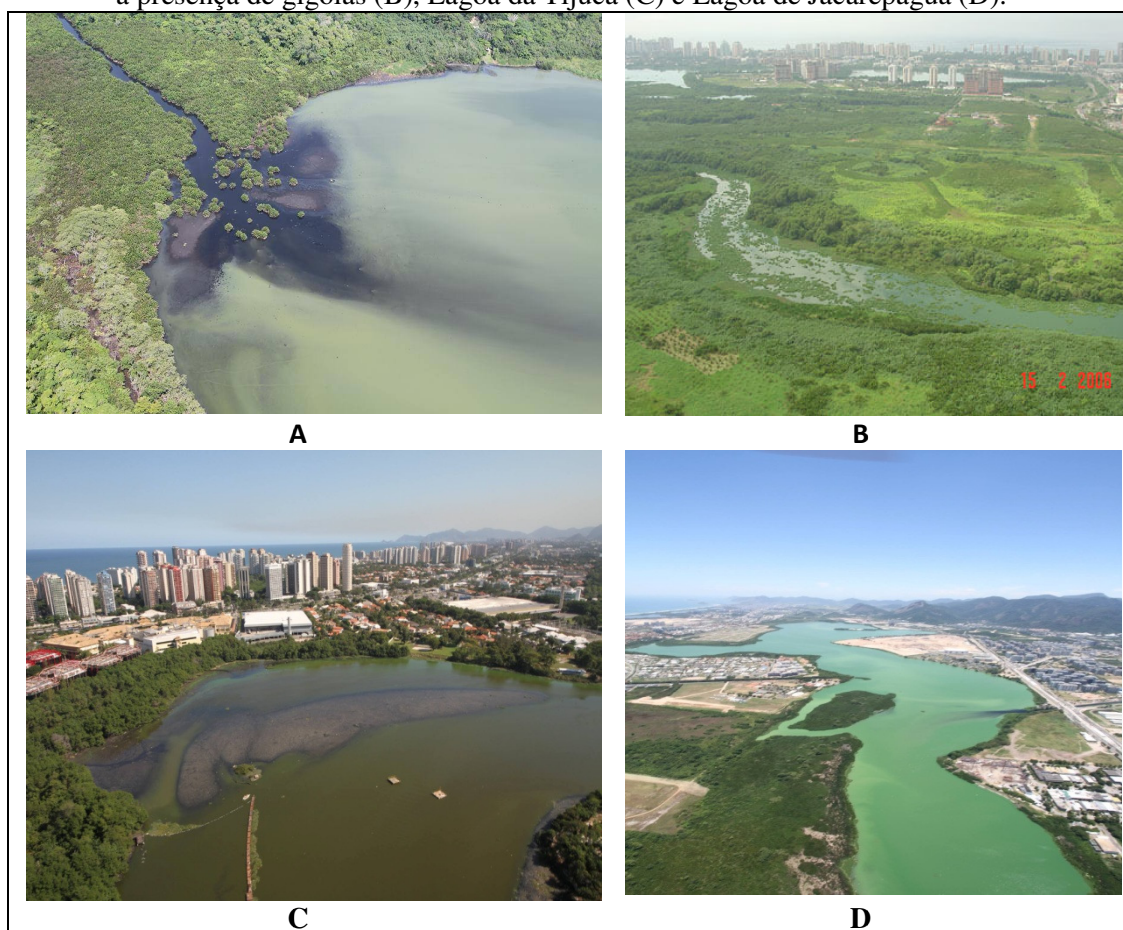 a presença de gigoias (B), Lagoa da Tijuca (C) e Lagoa de Jacarepaguá (D).
15 2 2008
A
B
C
D